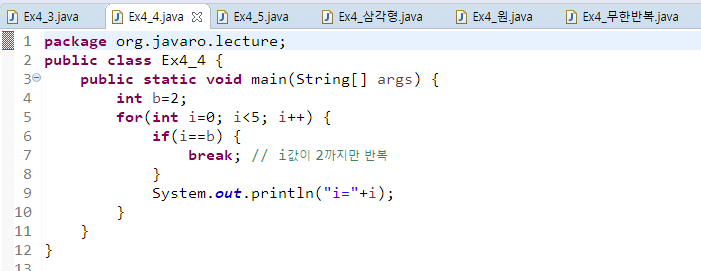 Ex4_3.java Ex4_4.java Ex4_5.java Ex4_삼각형.java Ex4_원.java Ex4_무한반복.java
1 package org.javaro.lecture;
2 public class Ex4_4 {
3 public static void main(String[] args) {
4 int b=2;
5 for(int i=0; i<5; i++) {
6 if(i==b) {
7 break; // i값이 2까지만 반복
8 }
9 System.out.println("i="+i);
10 }
11 }
12 }
13